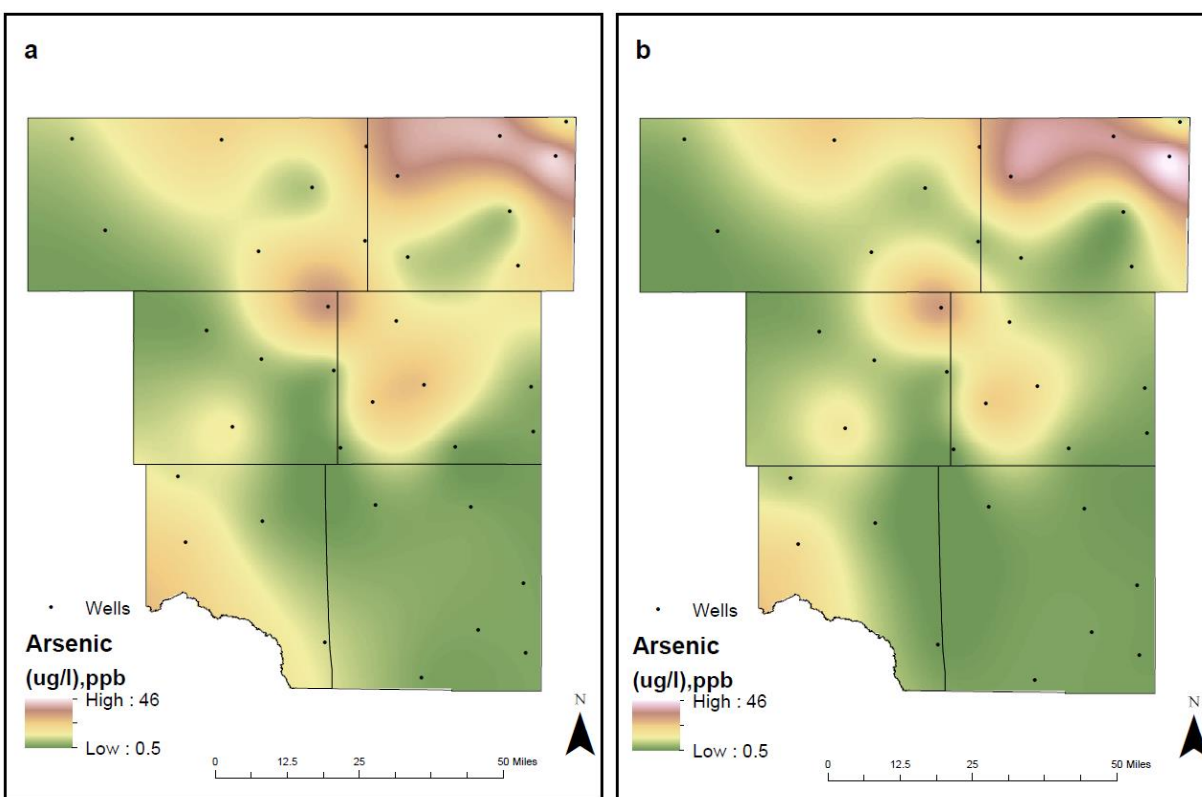 a
Wells
Arsenic
(ug/l),ppb
High : 46
Low : 0.5
N
0 12.5 25 50 Miles
b
Wells
Arsenic
(ug/l),ppb
High : 46
Low : 0.5
N
0 12.5 25 50 Miles